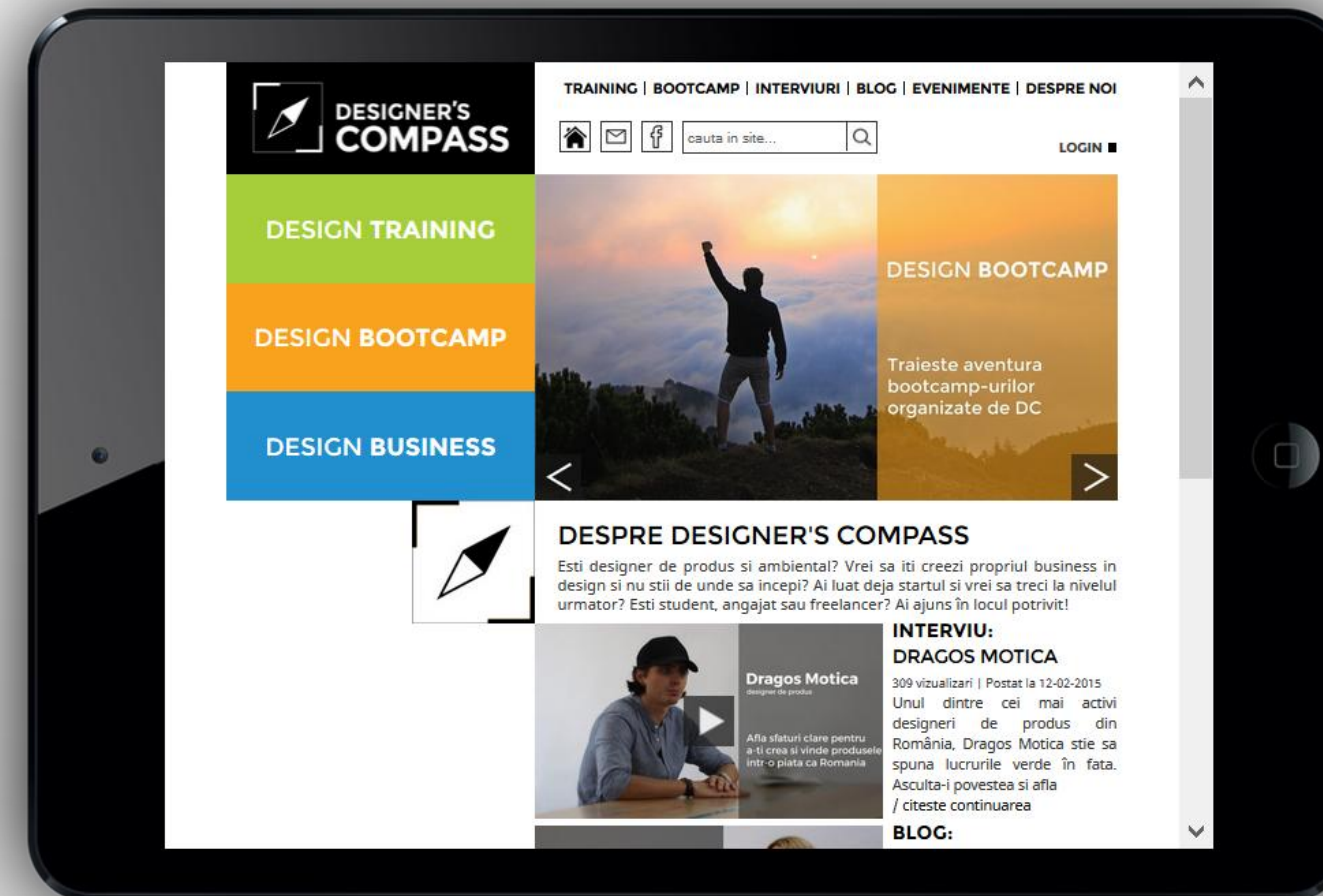 DESIGNER'S
COMPASS
TRAINING | BOOTCAMP | INTERVIURI | BLOG | EVENIMENTE | DESPRE NOI
cauta in site...
LOGIN
DESIGN TRAINING
DESIGN BOOTCAMP
DESIGN BUSINESS
DESIGN BOOTCAMP
Traieste aventura
bootcamp-urilor
organizate de DC
DESPRE DESIGNER'S COMPASS
Esti designer de produs si ambiental? Vrei sa iti creezi propriul business in
design si nu stii de unde sa incepi? Ai luat deja startul si vrei sa treci la nivelul
urmator? Esti student, angajat sau freelancer? Ai ajuns în locul potrivit!
Dragos Motica
designer de produs
Afla sfaturi clare pentru
a-ti crea si vinde produsele
intr-o piata ca Romania
INTERVIU:
DRAGOS MOTICA
309 vizualizari | Postat la 12-02-2015
Unul dintre cei mai activi
designeri de produs din
România, Dragos Motica stie sa
spuna lucrurile verde în fata.
Asculta-i povestea si afla
/ citeste continuarea
BLOG: